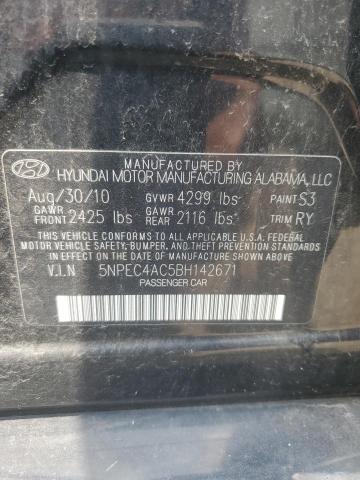 MANUFACTURED BY
HYUNDAI MOTOR MANUFACTURING ALABAMA, LLC
Aug/30/10 GVWR 4299 lbs PAINT S3
GAWR FRONT 2425 lbs GAWR REAR 2116 lbs TRIM RY
THIS VEHICLE CONFORMS TO ALL APPLICABLE U.S.A. FEDERAL
MOTOR VEHICLE SAFETY, BUMPER, AND THEFT PREVENTION STANDARDS
IN EFFECT ON THE DATE OF MANUFACTURE SHOWN ABOVE.
V.I.N 5NPEC4AC5BH142671
PASSENGER CAR